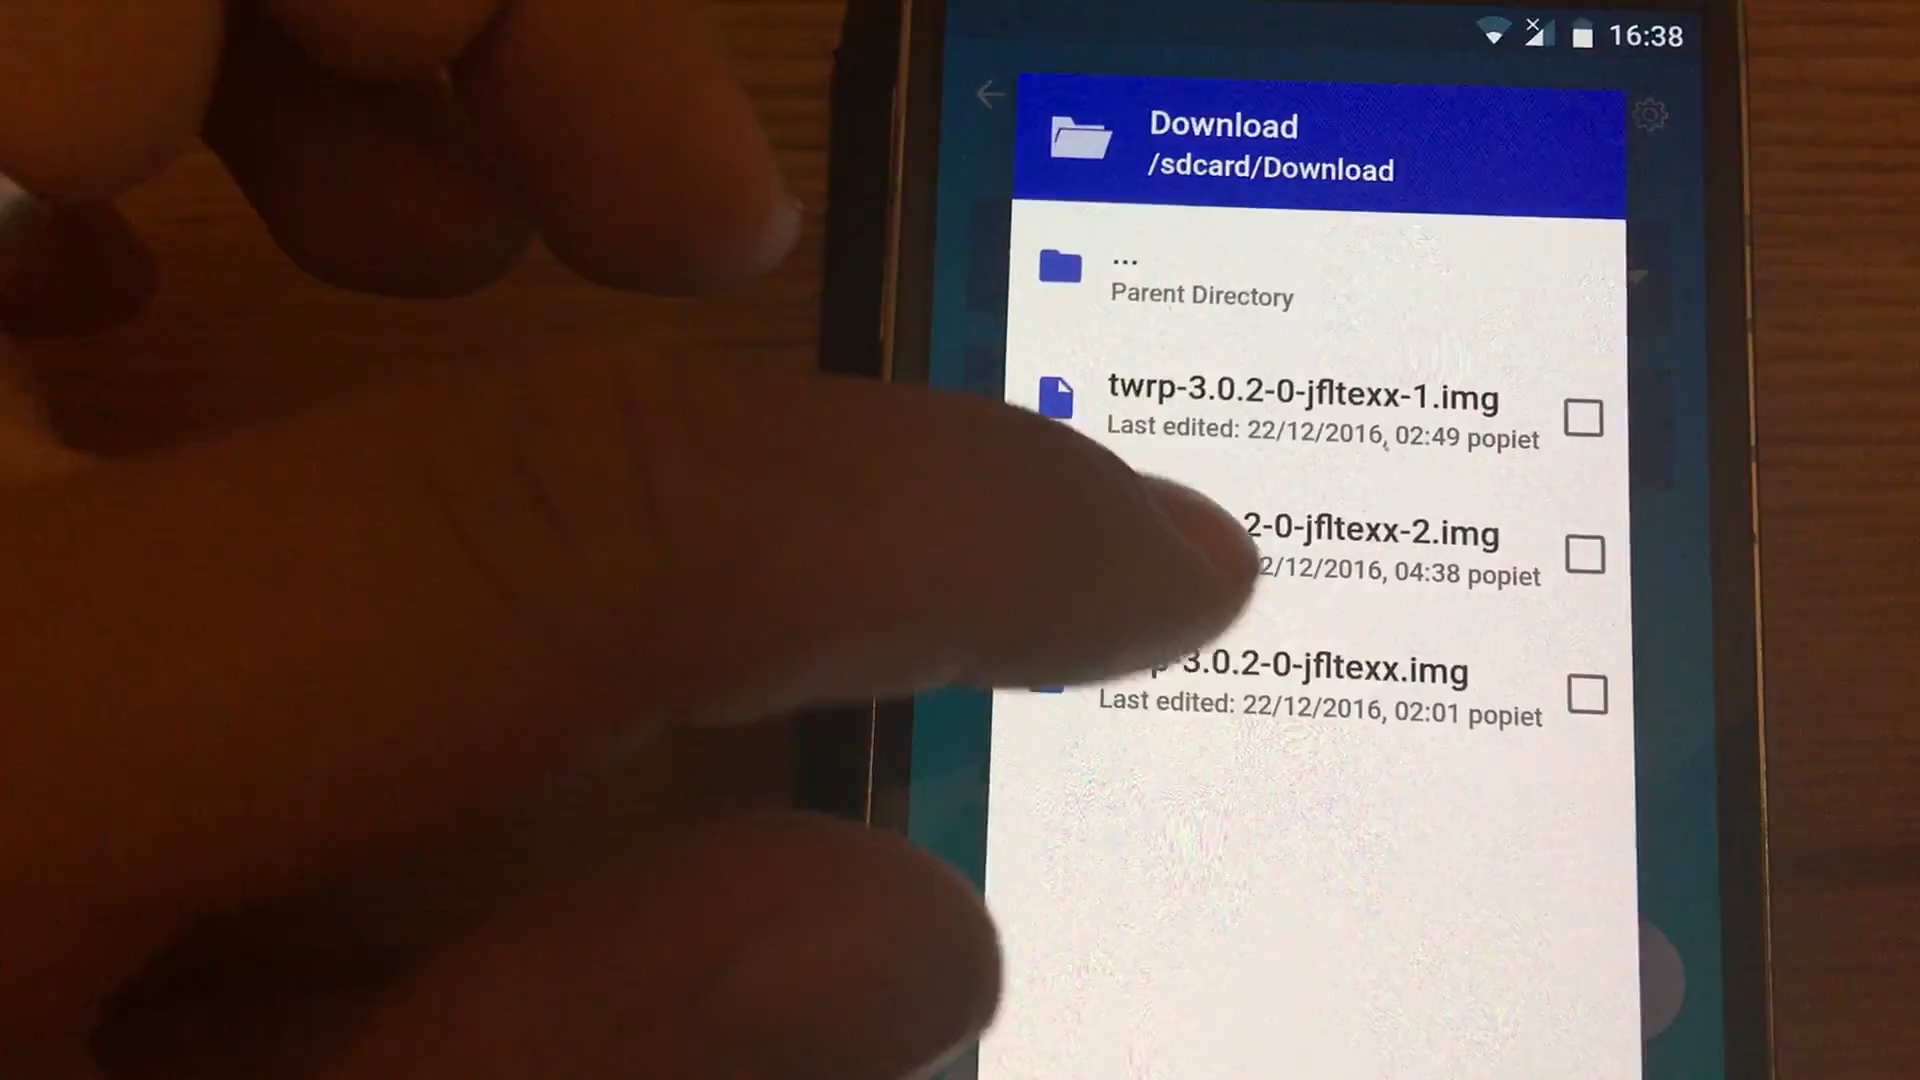 16:38
Download
/sdcard/Download
...
Parent Directory
twrp-3.0.2-0-jfltexx-1.img
Last edited: 22/12/2016, 02:49 popiet
2-0-jfltexx-2.img
2/12/2016, 04:38 popiet
p-3.0.2-0-jfltexx.img
Last edited: 22/12/2016, 02:01 popiet